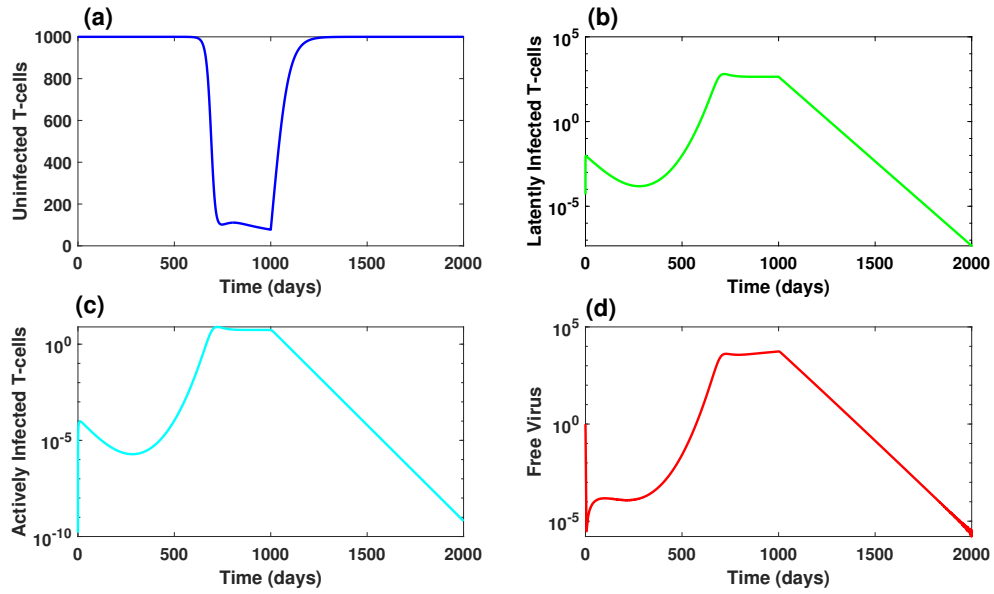 (a)
Uninfected T-cells
1000
800
600
400
200
0
0 500 1000 1500 2000
Time (days)
(b)
Latently Infected T-cells
10^5
10^0
10^-5
0 500 1000 1500 2000
Time (days)
(c)
Actively Infected T-cells
10^0
10^-5
10^-10
0 500 1000 1500 2000
Time (days)
(d)
Free Virus
10^5
10^0
10^-5
0 500 1000 1500 2000
Time (days)